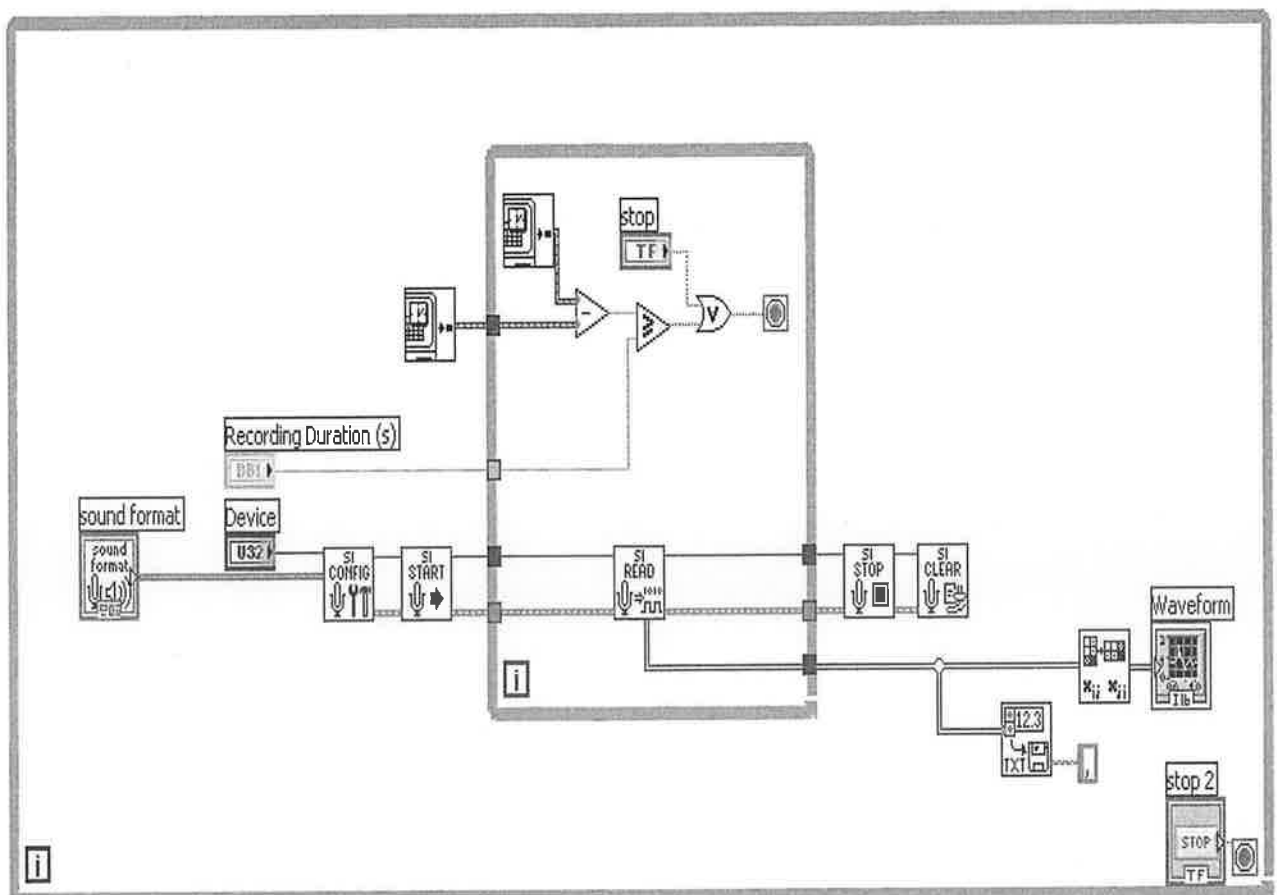 stop
TF
V
Recording Duration (s)
DBL
sound format
sound
format
Device
U32
SI
CONFIG
SI
START
SI
READ
SI
STOP
SI
CLEAR
Waveform
i
12.3
TXT
,
stop 2
STOP
TF
i